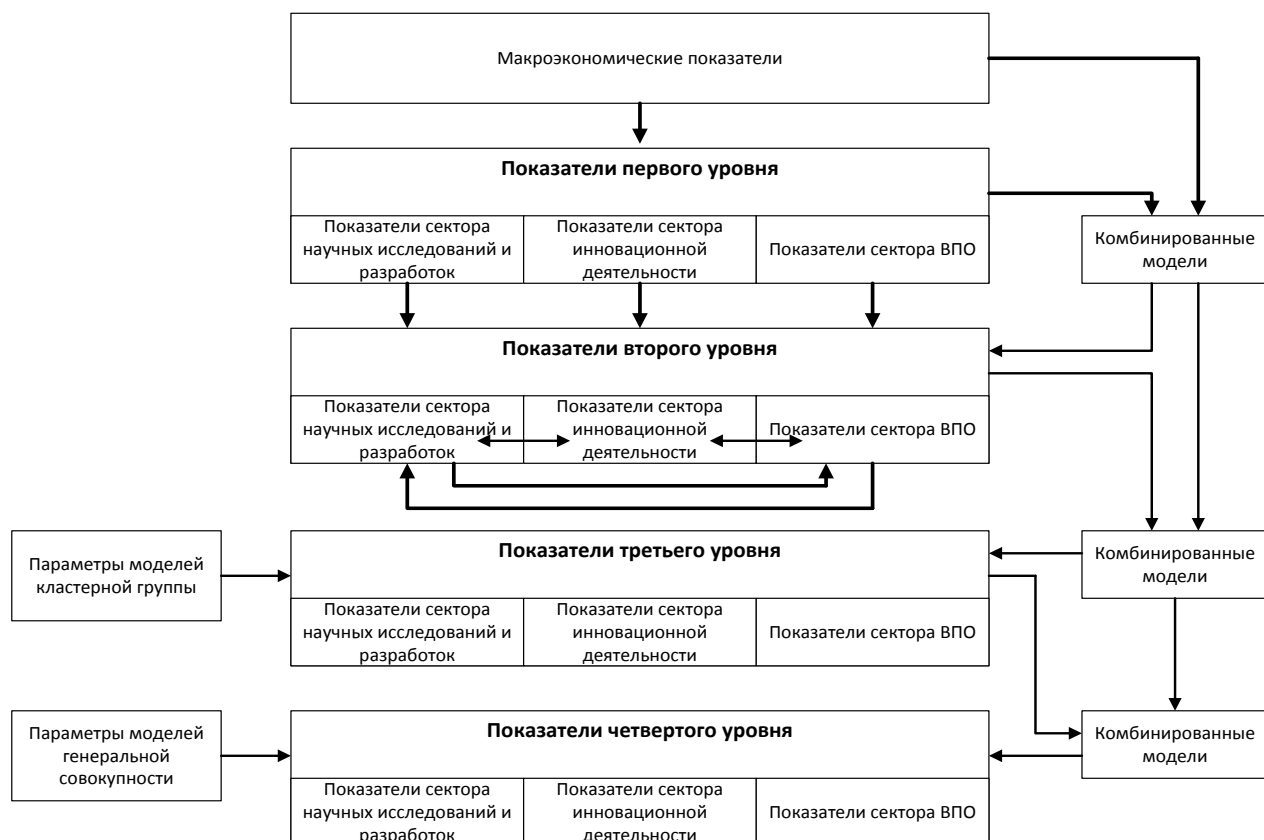 Макроэкономические показатели
Показатели первого уровня
Показатели сектора
научных исследований и
разработок
Показатели сектора
инновационной
деятельности
Показатели сектора ВПО
Комбинированные
модели
Показатели второго уровня
Показатели сектора
научных исследований и
разработок
Показатели сектора
инновационной
деятельности
Показатели сектора ВПО
Параметры моделей
кластерной группы
Показатели третьего уровня
Показатели сектора
научных исследований и
разработок
Показатели сектора
инновационной
деятельности
Показатели сектора ВПО
Комбинированные
модели
Параметры моделей
генеральной
совокупности
Показатели четвертого уровня
Показатели сектора
научных исследований и
разработок
Показатели сектора
инновационной
деятельности
Показатели сектора ВПО
Комбинированные
модели